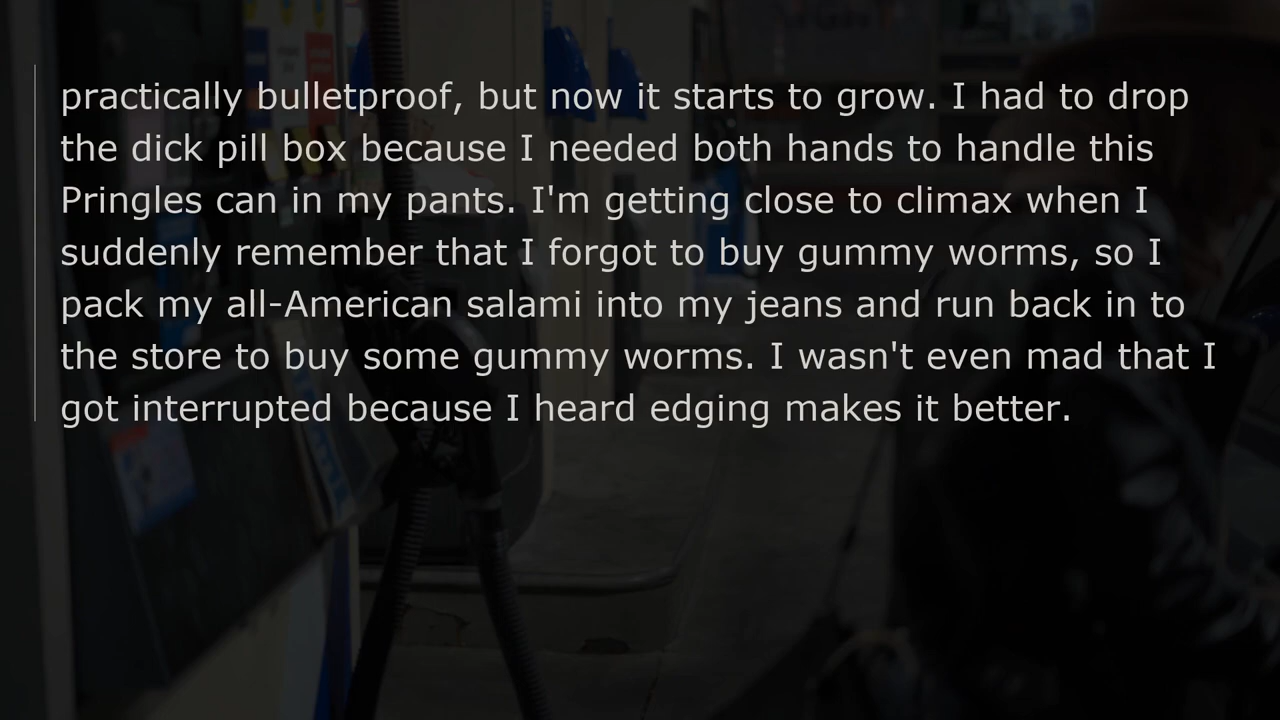 practically bulletproof, but now it starts to grow. I had to drop
the dick pill box because I needed both hands to handle this
Pringles can in my pants. I'm getting close to climax when I
suddenly remember that I forgot to buy gummy worms, so I
pack my all-American salami into my jeans and run back in to
the store to buy some gummy worms. I wasn't even mad that I
got interrupted because I heard edging makes it better.